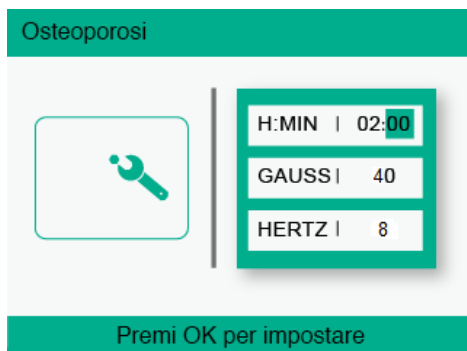 Osteoporosi
H:MIN | 02:00
GAUSS | 40
HERTZ | 8
Premi OK per impostare